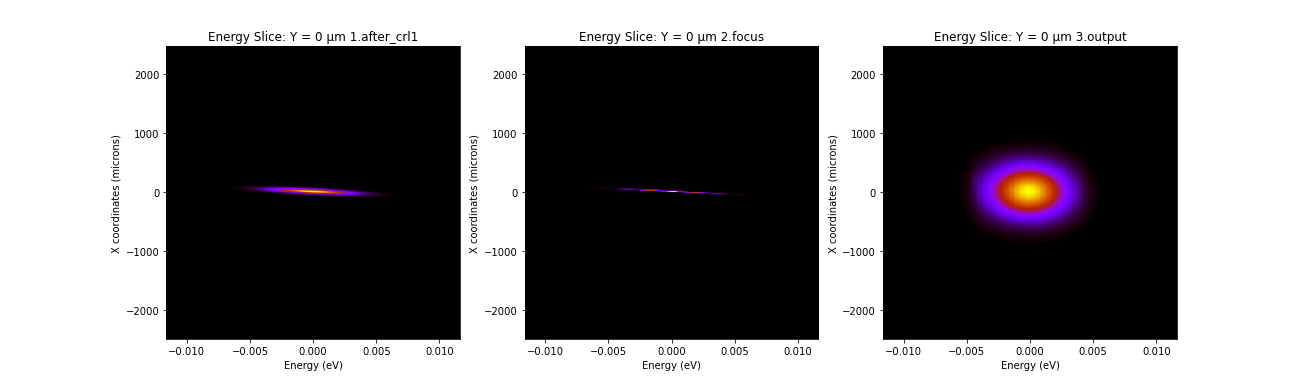 Energy Slice: Y = 0 μm 1.after_crl1
2000
1000
0
−1000
−2000
X coordinates (microns)
−0.010 −0.005 0.000 0.005 0.010
Energy (eV)
Energy Slice: Y = 0 μm 2.focus
2000
1000
0
−1000
−2000
X coordinates (microns)
−0.010 −0.005 0.000 0.005 0.010
Energy (eV)
Energy Slice: Y = 0 μm 3.output
2000
1000
0
−1000
−2000
X coordinates (microns)
−0.010 −0.005 0.000 0.005 0.010
Energy (eV)